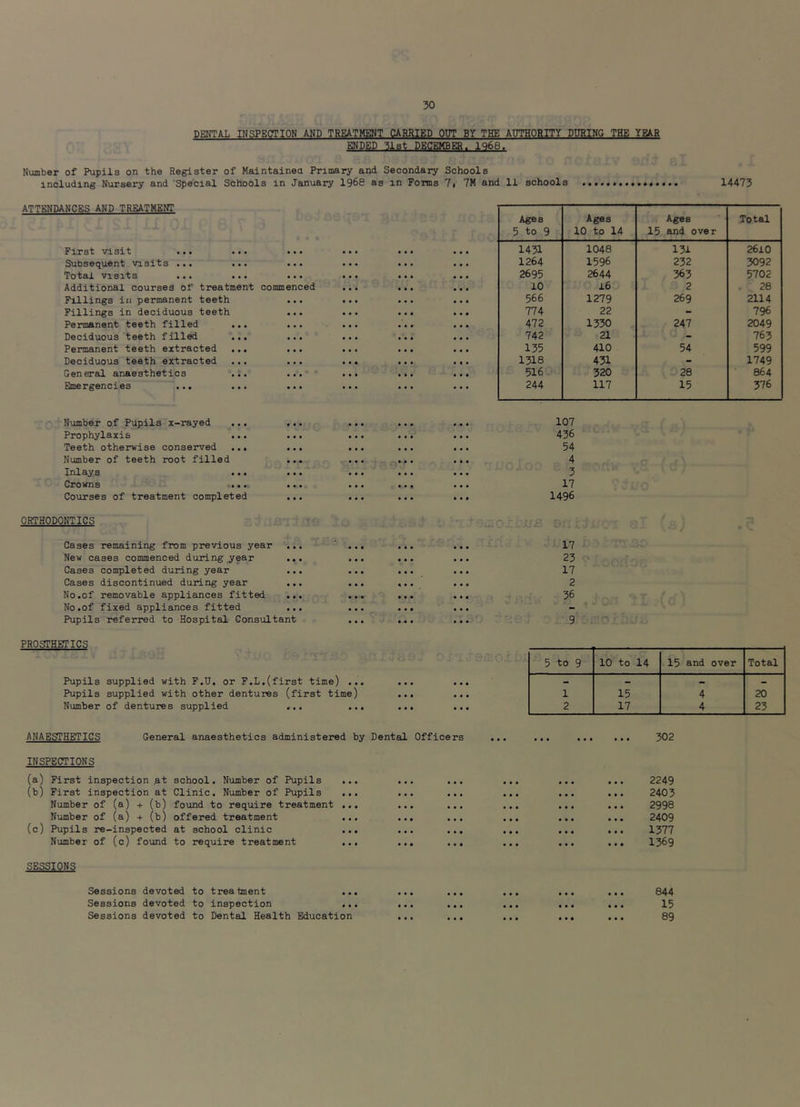 30
DENTAL INSPECTION AND TREATMENT CARRIED OUT BY THE AUTHORITY DURING THE YEAR
ENDED 31st DECEMBER, 1968.
Number of Pupils on the Register of Maintained Primary and Secondary Schools
including Nursery and 'Special Schools in January 1968 as in Forms 7, 7M and 11 schools ................ 14473
ATTENDANCES AND TREATMENT
Ages 5 to 9 Ages 10 to 14 Ages 15 and over Total
First visit ... ... ... ... ... ... 1431 1048 131 2610
Subsequent visits ... ... ... ... ... ... 1264 1596 232 3092
Total visits ... ... ... ... ... ... 2695 2644 363 5702
Additional courses of treatment commenced ... ... ... 10 16 2 28
Fillings in permanent teeth ... ... ... ... 566 1279 269 2114
Fillings in deciduous teeth ... ... ... ... 774 22 - 796
Permanent teeth filled ... ... ... ... ... 472 1330 247 2049
Deciduous teeth filled ... ... ... ... ... 742 21 - 763
Permanent teeth extracted ... ... ... ... ... 135 410 54 599
Deciduous teeth extracted ... ... ... ... ... 1318 431 - 1749
General anaesthetics ... ... ... ... ... 516 320 28 864
Emergencies ... ... ... ... ... ... 244 117 15 376
Number of Pupils x-rayed ... ... ... ... ... 107
Prophylaxis ... ... ... ... ... 436
Teeth otherwise conserved ... ... ... ... ... 54
Number of teeth root filled ... ... ... ... 4
Inlays ... ... ... ... ... 3
Crowns ... ... ... ... ... 17
Courses of treatment completed ... ... ... ... 1496
ORTHODONTICS
Cases remaining from previous year ... ... ... ... 17
New cases commenced during year ... ... ... ... 23
Cases completed during year ... ... ... ... 17
Cases discontinued during year ... ... ... ... 2
No.of removable appliances fitted ... ... ... ... 36
No.of fixed appliances fitted ... ... ... ... -
Pupils referred to Hospital Consultant ... ... ... 9
PROSTHETICS
5 to 9 10 to 14 15 and over Total
Pupils supplied with F.U. or F.L.(first time) ... ... ... - - - -
Pupils supplied with other dentures (first time) ... ... 1 15 4 20
Number of dentures supplied ... ... ... ... 2 17 4 23
ANAESTHETICS General anaesthetics administered by Dental Officers ... ... ... ... 302
INSPECTIONS
(a) First inspection at school. Number of Pupils ... ... ... ... ... ... 2249
(b) First inspection at Clinic. Number of Pupils ... ... ... ... ... ... 2403
Number of (a) + (b) found to require treatment ... ... ... ... ... ... 2998
Number of (a) + (b) offered treatment ... ... ... ... ... ... 2409
(c) Pupils re-inspected at school clinic ... ... ... ... ... ... 1377
Number of (c) found to require treatment ... ... ... ... ... ... 1369
SESSIONS
Sessions devoted to treatment ... ... ... ... ... ... 844
Sessions devoted to inspection ... ... ... ... ... ... 15
Sessions devoted to Dental Health Education ... ... ... ... ... 89